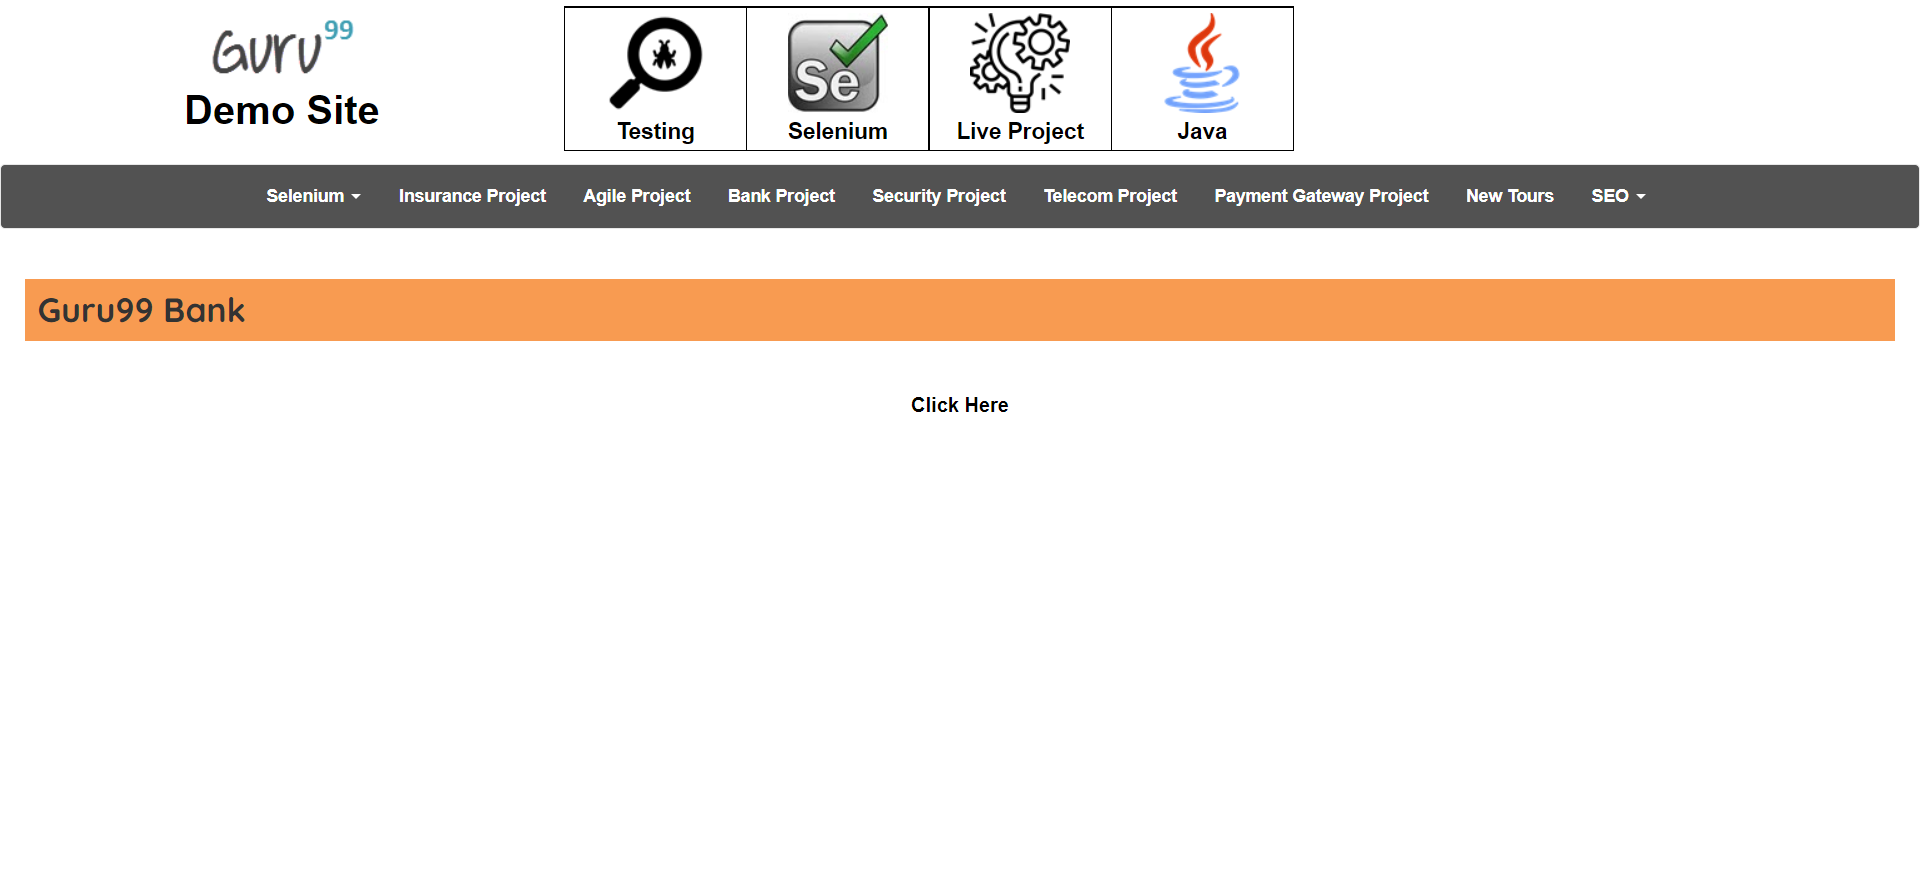 Guru99
Demo Site
Se
Testing
Selenium
Live Project
Java
Selenium
Insurance Project
Agile Project
Bank Project
Security Project
Telecom Project
Payment Gateway Project
New Tours
SEO
Guru99 Bank
Click Here